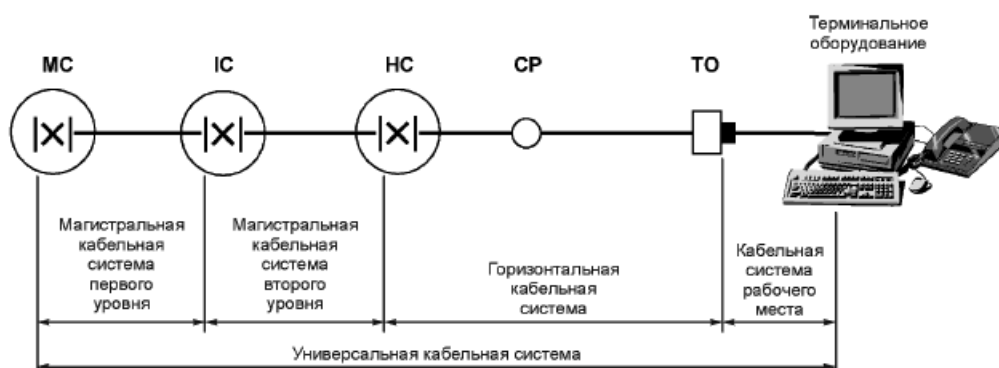 Терминальное
оборудование
MC
IC
HC
CP
TO
Магистральная
кабельная
система
первого
уровня
Магистральная
кабельная
система
второго
уровня
Горизонтальная
кабельная
система
Кабельная
система
рабочего
места
Универсальная кабельная система